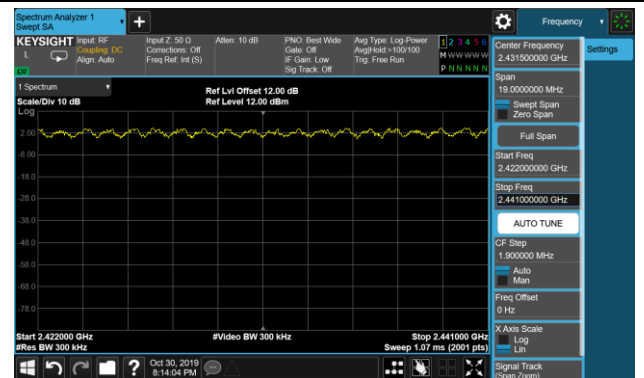 Spectrum Analyzer 1
Swept SA
Frequency
KEYSIGHT
L
LXI
Input: RF
Coupling: DC
Align: Auto
Input Z: 50 Ω
Corrections: Off
Freq Ref: Int (S)
Atten: 10 dB
PNO: Best Wide
Gate: Off
IF Gain: Low
Sig Track: Off
Avg Type: Log-Power
Avg|Hold:>100/100
Trig: Free Run
1 2 3 4 5 6
M W W W W W
P N N N N N
Center Frequency
2.431500000 GHz
Settings
Span
19.0000000 MHz
Swept Span
Zero Span
Full Span
Start Freq
2.422000000 GHz
Stop Freq
2.441000000 GHz
AUTO TUNE
CF Step
1.900000 MHz
Auto
Man
Freq Offset
0 Hz
X Axis Scale
Log
Lin
Signal Track
(Span Zoom)
1 Spectrum
Scale/Div 10 dB
Ref Lvl Offset 12.00 dB
Ref Level 12.00 dBm
Log
2.00
-8.00
-18.0
-28.0
-38.0
-48.0
-58.0
-68.0
-78.0
Start 2.422000 GHz
#Res BW 300 kHz
#Video BW 300 kHz
Stop 2.441000 GHz
Sweep 1.07 ms (2001 pts)
?
Oct 30, 2019
8:14:04 PM